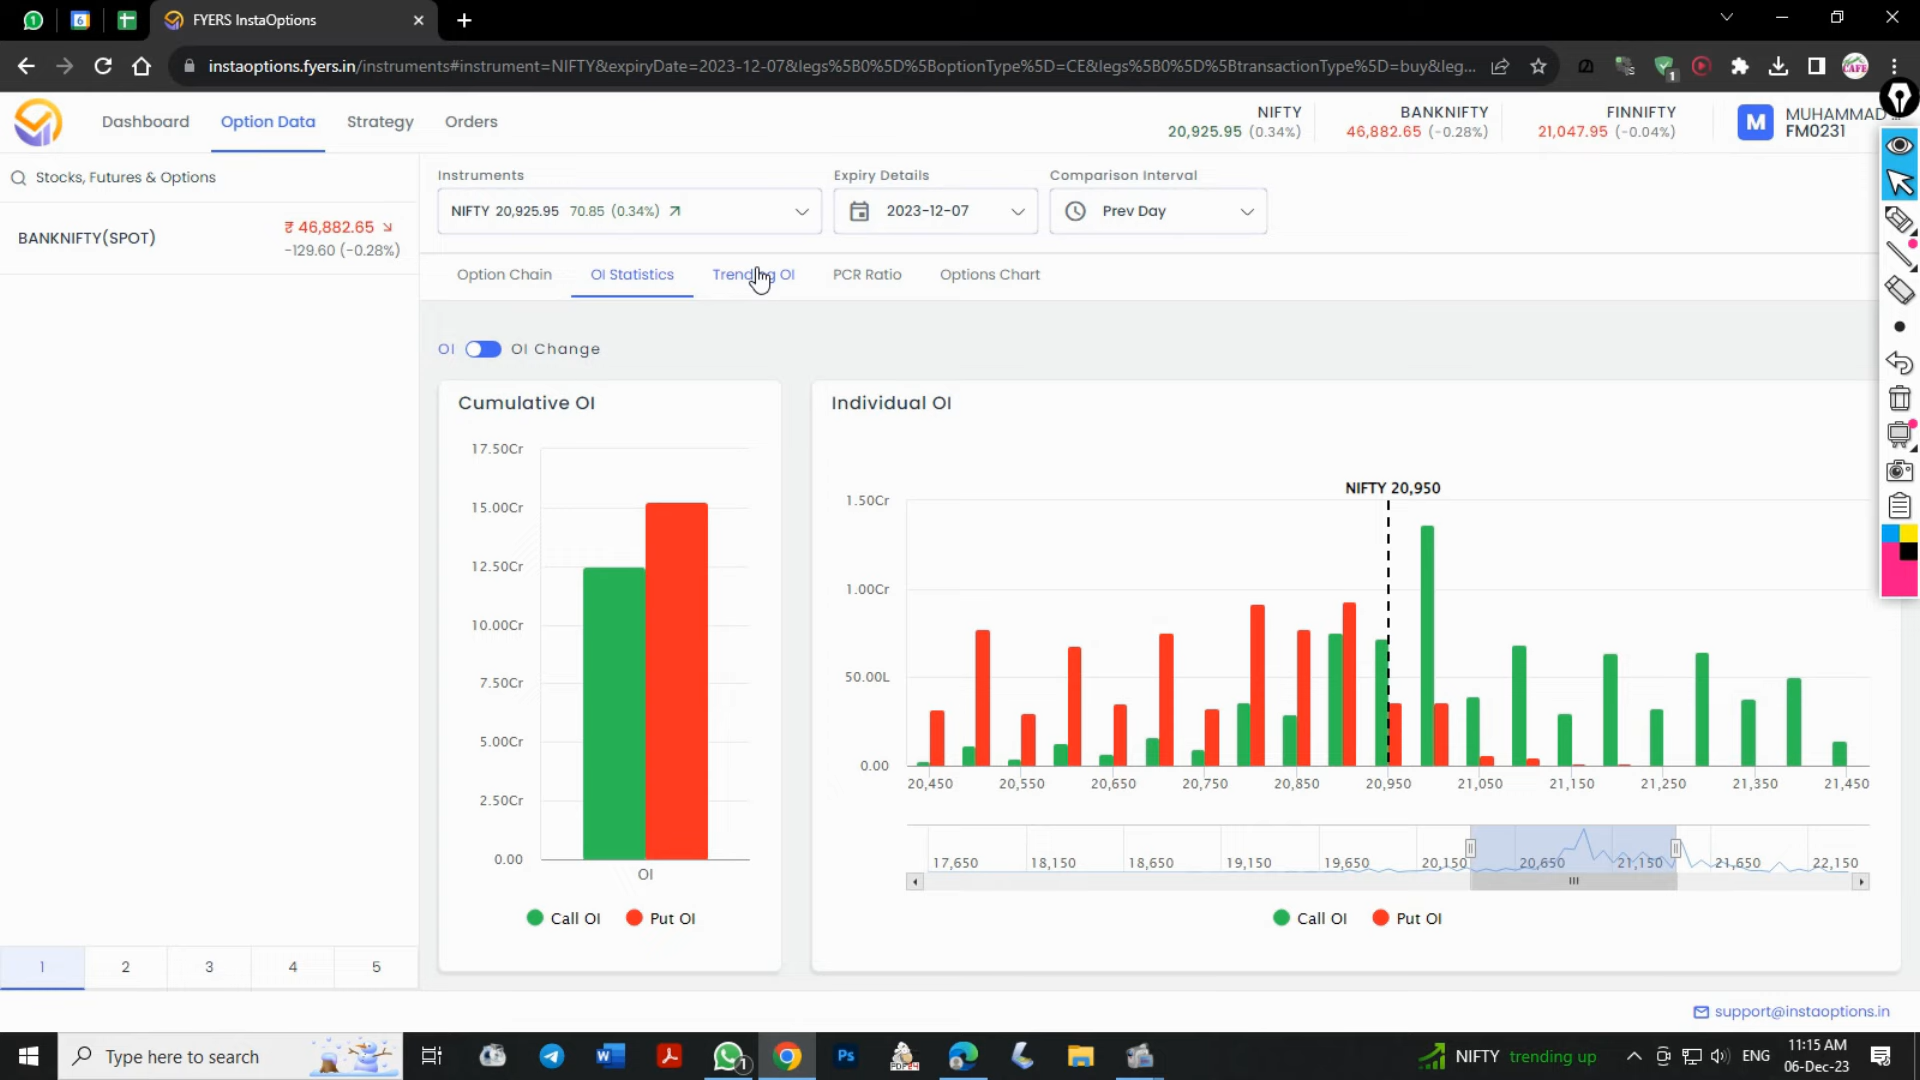 FYERS InstaOptions
instaoptions.fyers.in/instruments#instrument=NIFTY&expiryDate=2023-12-07&legs%5B0%5D%5BoptionType%5D=CE&legs%5B0%5D%5BtransactionType%5D=buy&leg...
Dashboard Option Data Strategy Orders
NIFTY
20,925.95 (0.34%)
BANKNIFTY
46,882.65 (-0.28%)
FINNIFTY
21,047.95 (-0.04%)
M
MUHAMMAD
FM0231
Stocks, Futures & Options
BANKNIFTY(SPOT)
₹ 46,882.65
-129.60 (-0.28%)
Instruments
NIFTY 20,925.95 70.85 (0.34%)
Expiry Details
2023-12-07
Comparison Interval
Prev Day
Option Chain OI Statistics Trending OI PCR Ratio Options Chart
OI OI Change
Cumulative OI
17.50Cr
15.00Cr
12.50Cr
10.00Cr
7.50Cr
5.00Cr
2.50Cr
0.00
OI
Call OI Put OI
Individual OI
NIFTY 20,950
1.50Cr
1.00Cr
50.00L
0.00
20,450 20,550 20,650 20,750 20,850 20,950 21,050 21,150 21,250 21,350 21,450
17,650 18,150 18,650 19,150 19,650 20,150 20,650 21,150 21,650 22,150
Call OI Put OI
1 2 3 4 5
support@instaoptions.in
Type here to search
NIFTY trending up
ENG
11:15 AM
06-Dec-23